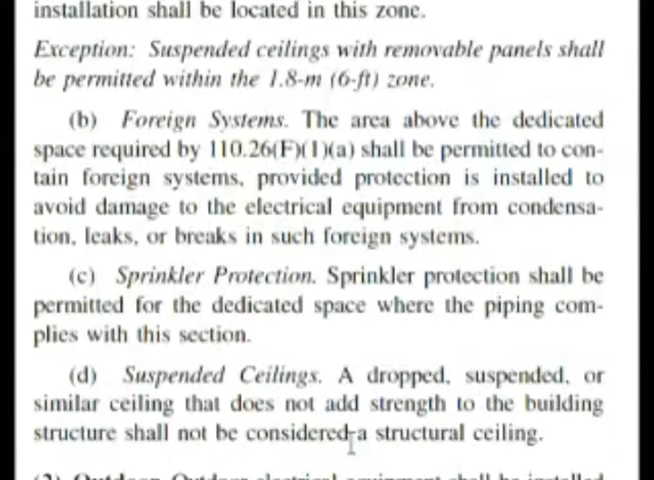 installation shall be located in this zone.
Exception: Suspended ceilings with removable panels shall
be permitted within the 1.8-m (6-ft) zone.
(b) Foreign Systems. The area above the dedicated
space required by 110.26(F)(1)(a) shall be permitted to con-
tain foreign systems, provided protection is installed to
avoid damage to the electrical equipment from condensa-
tion, leaks, or breaks in such foreign systems.
(c) Sprinkler Protection. Sprinkler protection shall be
permitted for the dedicated space where the piping com-
plies with this section.
(d) Suspended Ceilings. A dropped, suspended, or
similar ceiling that does not add strength to the building
structure shall not be considered a structural ceiling.